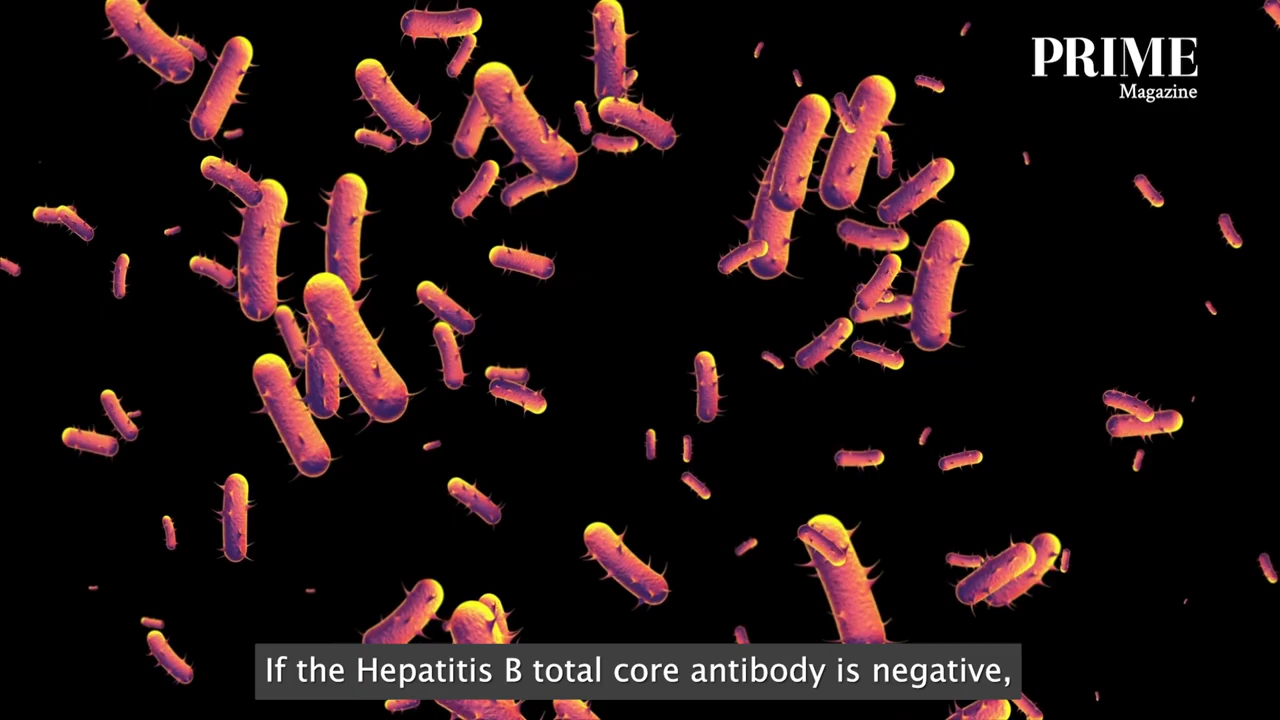 PRIME
Magazine
If the Hepatitis B total core antibody is negative,